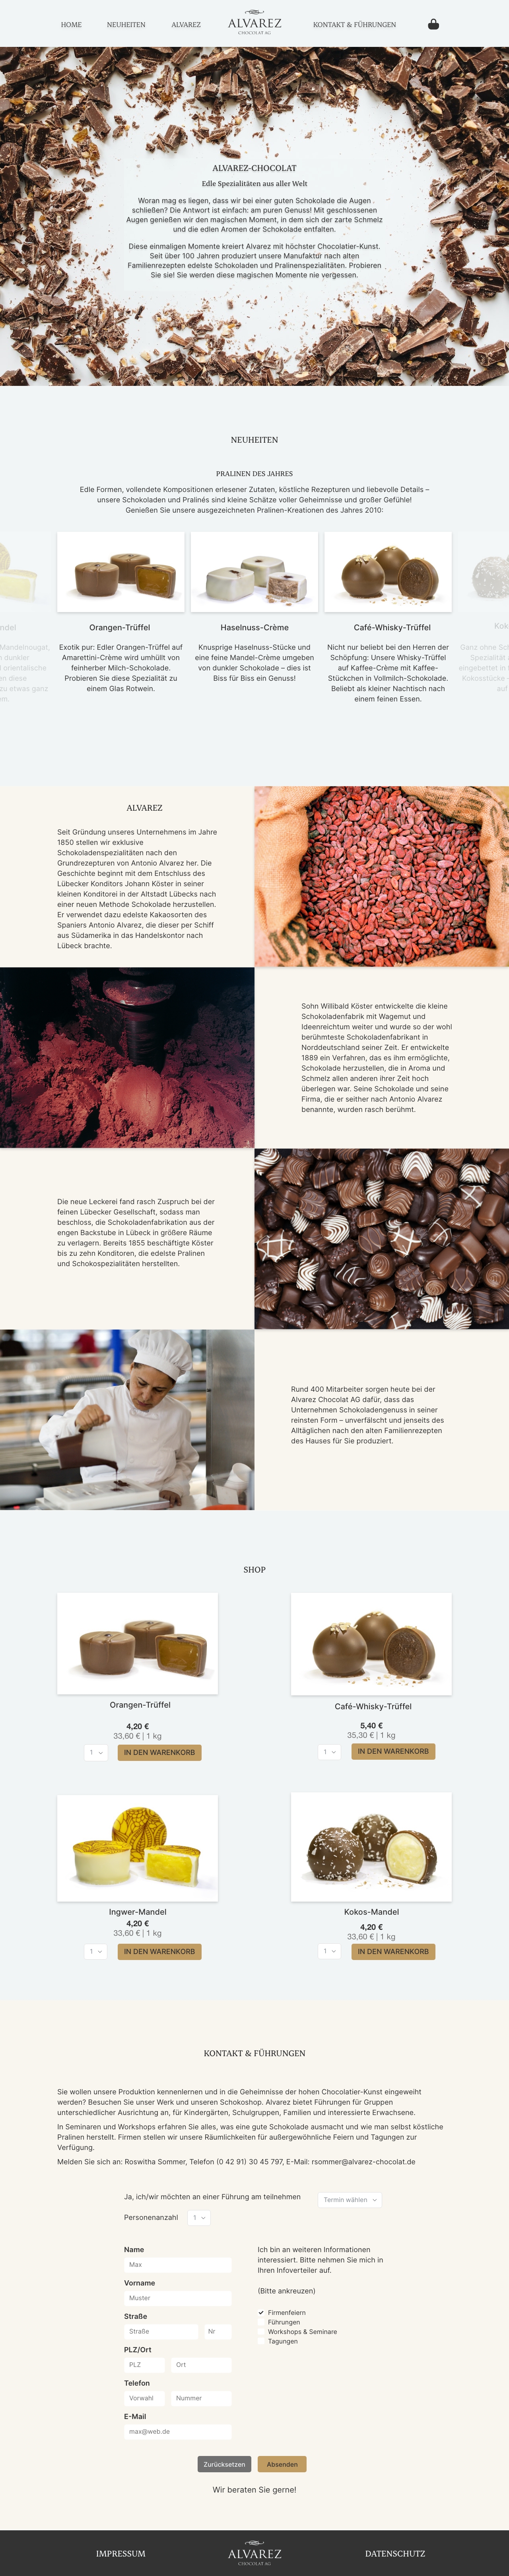 HOME
NEUHEITEN
ALVAREZ
ALVAREZ
CHOCOLAT AG
KONTAKT & FÜHRUNGEN
ALVAREZ-CHOCOLAT
Edle Spezialitäten aus aller Welt
Woran mag es liegen, dass wir bei einer guten Schokolade die Augen
schließen? Die Antwort ist einfach: am puren Genuss! Mit geschlossenen
Augen genießen wir den magischen Moment, in dem sich der zarte Schmelz
und die edlen Aromen der Schokolade entfalten.
Diese einmaligen Momente kreiert Alvarez mit höchster Chocolatier-Kunst.
Seit über 100 Jahren produziert unsere Manufaktur nach alten
Familienrezepten edelste Schokoladen und Pralinenspezialitäten. Probieren
Sie sie! Sie werden diese magischen Momente nie vergessen.
NEUHEITEN
PRALINEN DES JAHRES
Edle Formen, vollendete Kompositionen erlesener Zutaten, köstliche Rezepturen und liebevolle Details –
unsere Schokoladen und Pralinés sind kleine Schätze voller Geheimnisse und großer Gefühle!
Genießen Sie unsere ausgezeichneten Pralinen-Kreationen des Jahres 2010:
ndel
Mandelnougat,
dunkler
orientalische
en diese
zu etwas ganz
em.
Orangen-Trüffel
Exotik pur: Edler Orangen-Trüffel auf
Amarettini-Crème wird umhüllt von
feinherber Milch-Schokolade.
Probieren Sie diese Spezialität zu
einem Glas Rotwein.
Haselnuss-Crème
Knusprige Haselnuss-Stücke und
eine feine Mandel-Crème umgeben
von dunkler Schokolade – dies ist
Biss für Biss ein Genuss!
Café-Whisky-Trüffel
Nicht nur beliebt bei den Herren der
Schöpfung: Unsere Whisky-Trüffel
auf Kaffee-Crème mit Kaffee-
Stückchen in Vollmilch-Schokolade.
Beliebt als kleiner Nachtisch nach
einem feinen Essen.
Kok
Ganz ohne Sch
Spezialität a
eingebettet in
Kokosstücke
auf
ALVAREZ
Seit Gründung unseres Unternehmens im Jahre
1850 stellen wir exklusive
Schokoladenspezialitäten nach den
Grundrezepturen von Antonio Alvarez her. Die
Geschichte beginnt mit dem Entschluss des
Lübecker Konditors Johann Köster in seiner
kleinen Konditorei in der Altstadt Lübecks nach
einer neuen Methode Schokolade herzustellen.
Er verwendet dazu edelste Kakaosorten des
Spaniers Antonio Alvarez, die dieser per Schiff
aus Südamerika in das Handelskontor nach
Lübeck brachte.
Sohn Willibald Köster entwickelte die kleine
Schokoladenfabrik mit Wagemut und
Ideenreichtum weiter und wurde so der wohl
berühmteste Schokoladenfabrikant in
Norddeutschland seiner Zeit. Er entwickelte
1889 ein Verfahren, das es ihm ermöglichte,
Schokolade herzustellen, die in Aroma und
Schmelz allen anderen ihrer Zeit hoch
überlegen war. Seine Schokolade und seine
Firma, die er seither nach Antonio Alvarez
benannte, wurden rasch berühmt.
Die neue Leckerei fand rasch Zuspruch bei der
feinen Lübecker Gesellschaft, sodass man
beschloss, die Schokoladenfabrikation aus der
engen Backstube in Lübeck in größere Räume
zu verlagern. Bereits 1855 beschäftigte Köster
bis zu zehn Konditoren, die edelste Pralinen
und Schokospezialitäten herstellten.
Rund 400 Mitarbeiter sorgen heute bei der
Alvarez Chocolat AG dafür, dass das
Unternehmen Schokoladengenuss in seiner
reinsten Form – unverfälscht und jenseits des
Alltäglichen nach den alten Familienrezepten
des Hauses für Sie produziert.
SHOP
Orangen-Trüffel
4,20 €
33,60 € | 1 kg
1
IN DEN WARENKORB
Café-Whisky-Trüffel
5,40 €
35,30 € | 1 kg
1
IN DEN WARENKORB
Ingwer-Mandel
4,20 €
33,60 € | 1 kg
1
IN DEN WARENKORB
Kokos-Mandel
4,20 €
33,60 € | 1 kg
1
IN DEN WARENKORB
KONTAKT & FÜHRUNGEN
Sie wollen unsere Produktion kennenlernen und in die Geheimnisse der hohen Chocolatier-Kunst eingeweiht
werden? Besuchen Sie unser Werk und unseren Schokoshop. Alvarez bietet Führungen für Gruppen
unterschiedlicher Ausrichtung an, für Kindergärten, Schulgruppen, Familien und interessierte Erwachsene.
In Seminaren und Workshops erfahren Sie alles, was eine gute Schokolade ausmacht und wie man selbst köstliche
Pralinen herstellt. Firmen stellen wir unsere Räumlichkeiten für außergewöhnliche Feiern und Tagungen zur
Verfügung.
Melden Sie sich an: Roswitha Sommer, Telefon (0 42 91) 30 45 797, E-Mail: rsommer@alvarez-chocolat.de
Ja, ich/wir möchten an einer Führung am teilnehmen
Termin wählen
Personenanzahl
1
Name
Max
Vorname
Muster
Straße
Straße
Nr
PLZ/Ort
PLZ
Ort
Telefon
Vorwahl
Nummer
E-Mail
max@web.de
Ich bin an weiteren Informationen
interessiert. Bitte nehmen Sie mich in
Ihren Infoverteiler auf.
(Bitte ankreuzen)
Firmenfeiern
Führungen
Workshops & Seminare
Tagungen
Zurücksetzen
Absenden
Wir beraten Sie gerne!
IMPRESSUM
ALVAREZ
CHOCOLAT AG
DATENSCHUTZ